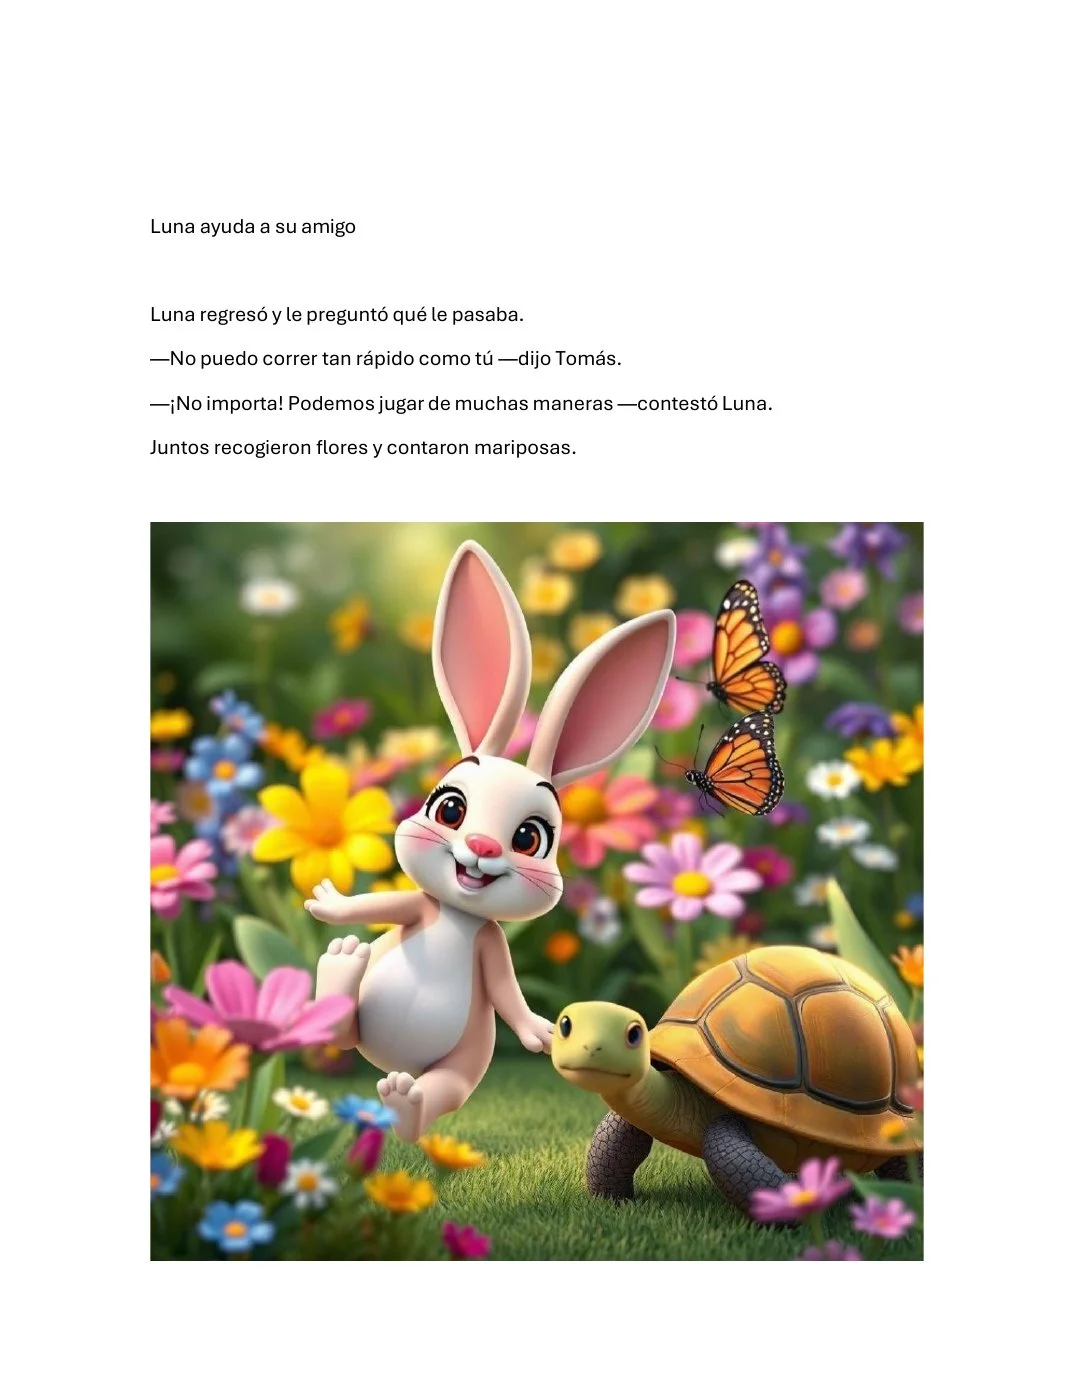 Luna ayuda a su amigo
Luna regresó y le preguntó qué le pasaba.
—No puedo correr tan rápido como tú —dijo Tomás.
—¡No importa! Podemos jugar de muchas maneras —contestó Luna.
Juntos recogieron flores y contaron mariposas.